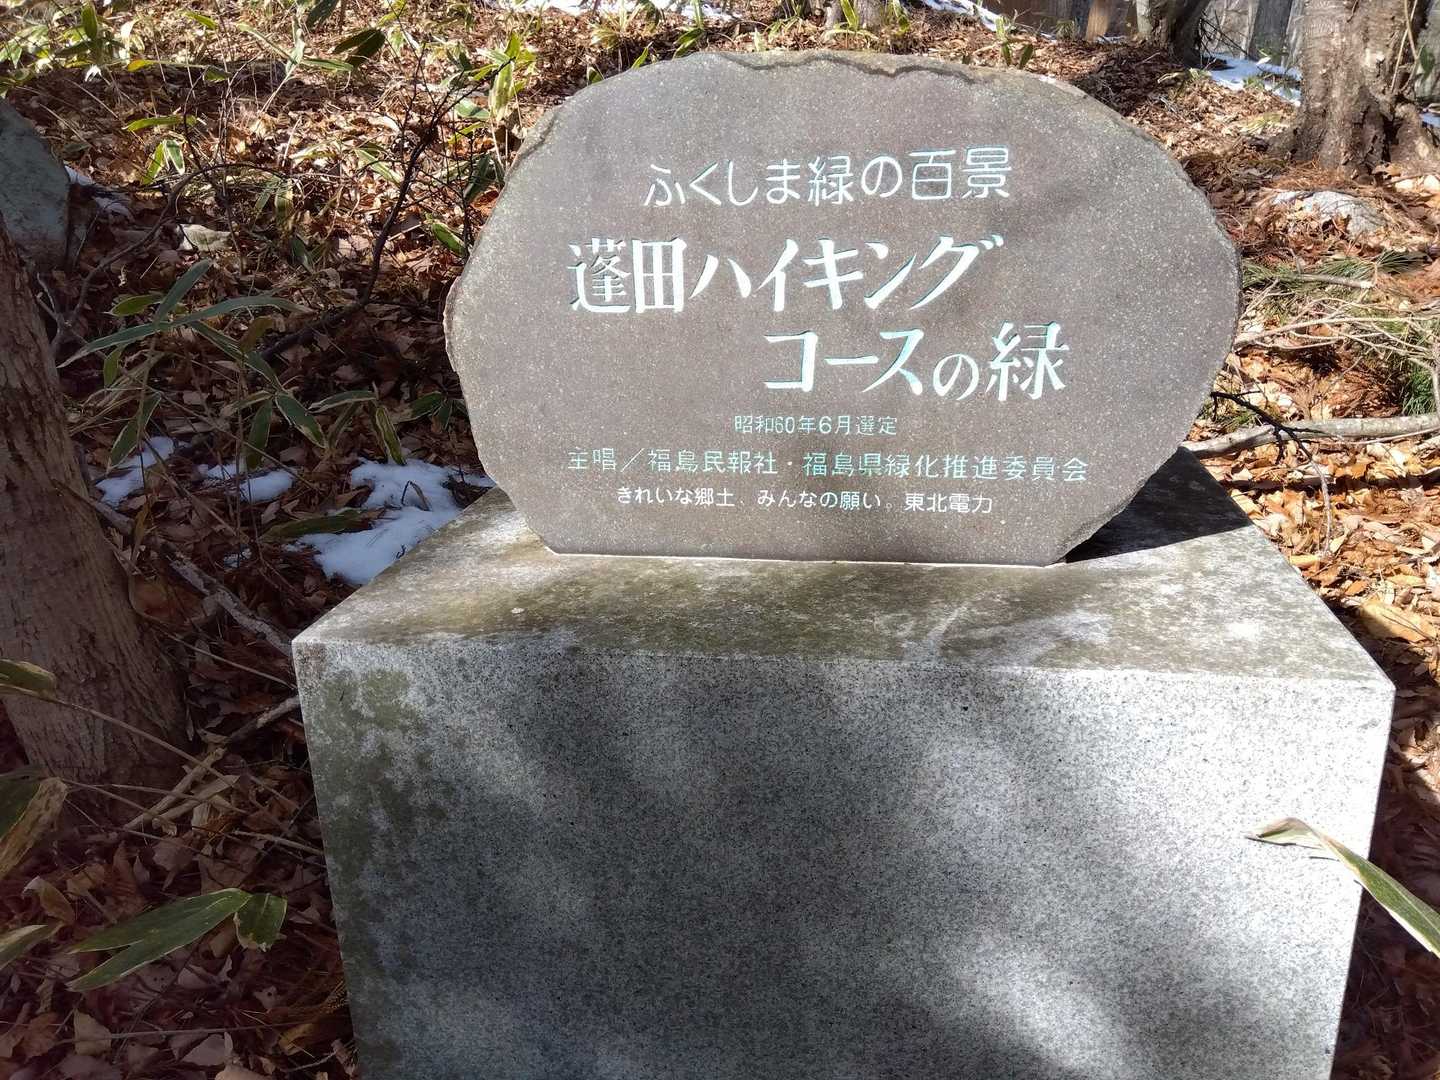 ふくしま緑の百景
蓬田ハイキング
コースの緑
昭和60年6月選定
主唱／福島民報社・福島県緑化推進委員会
きれいな郷土、みんなの願い。東北電力